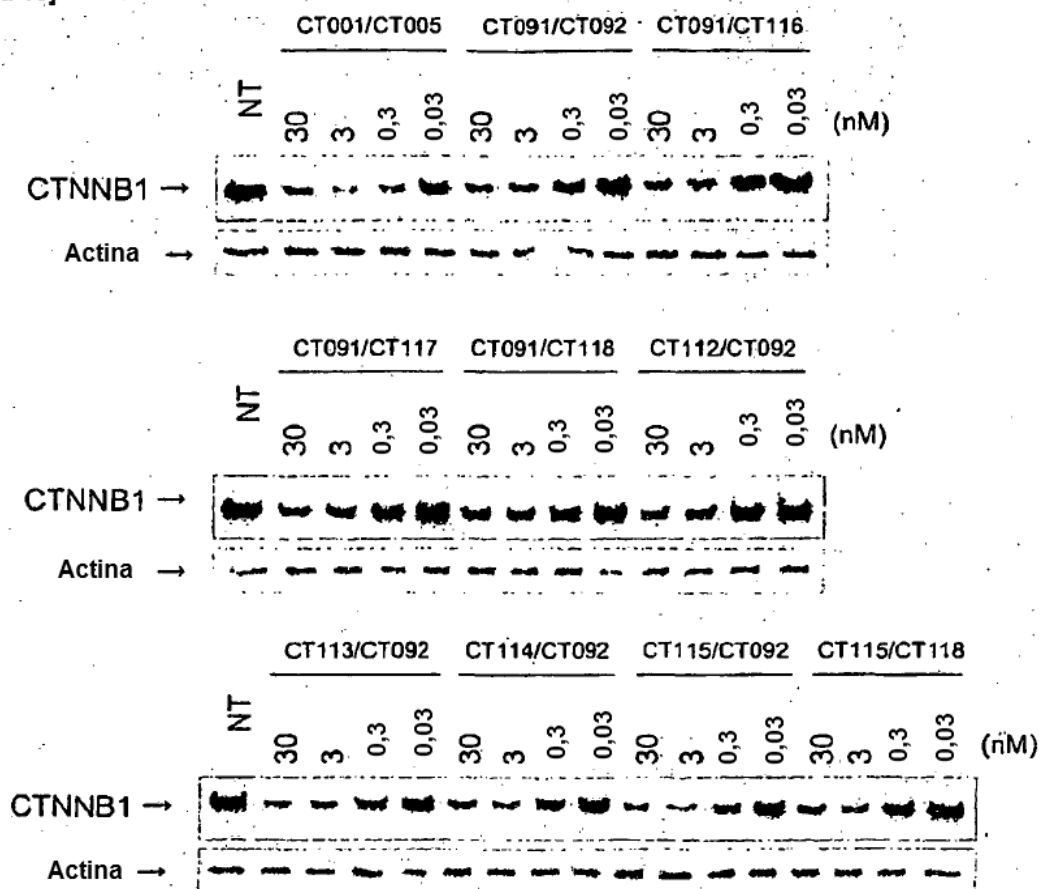 CT001/CT005 CT091/CT092 CT091/CT116
NT 30 3 0,3 0,03 30 3 0,3 0,03 30 3 0,3 0,03 (nM)
CTNNB1 →
Actina →
CT091/CT117 CT091/CT118 CT112/CT092
NT 30 3 0,3 0,03 30 3 0,3 0,03 30 3 0,3 0,03 (nM)
CTNNB1 →
Actina →
CT113/CT092 CT114/CT092 CT115/CT092 CT115/CT118
NT 30 3 0,3 0,03 30 3 0,3 0,03 30 3 0,3 0,03 30 3 0,3 0,03 (nM)
CTNNB1 →
Actina →